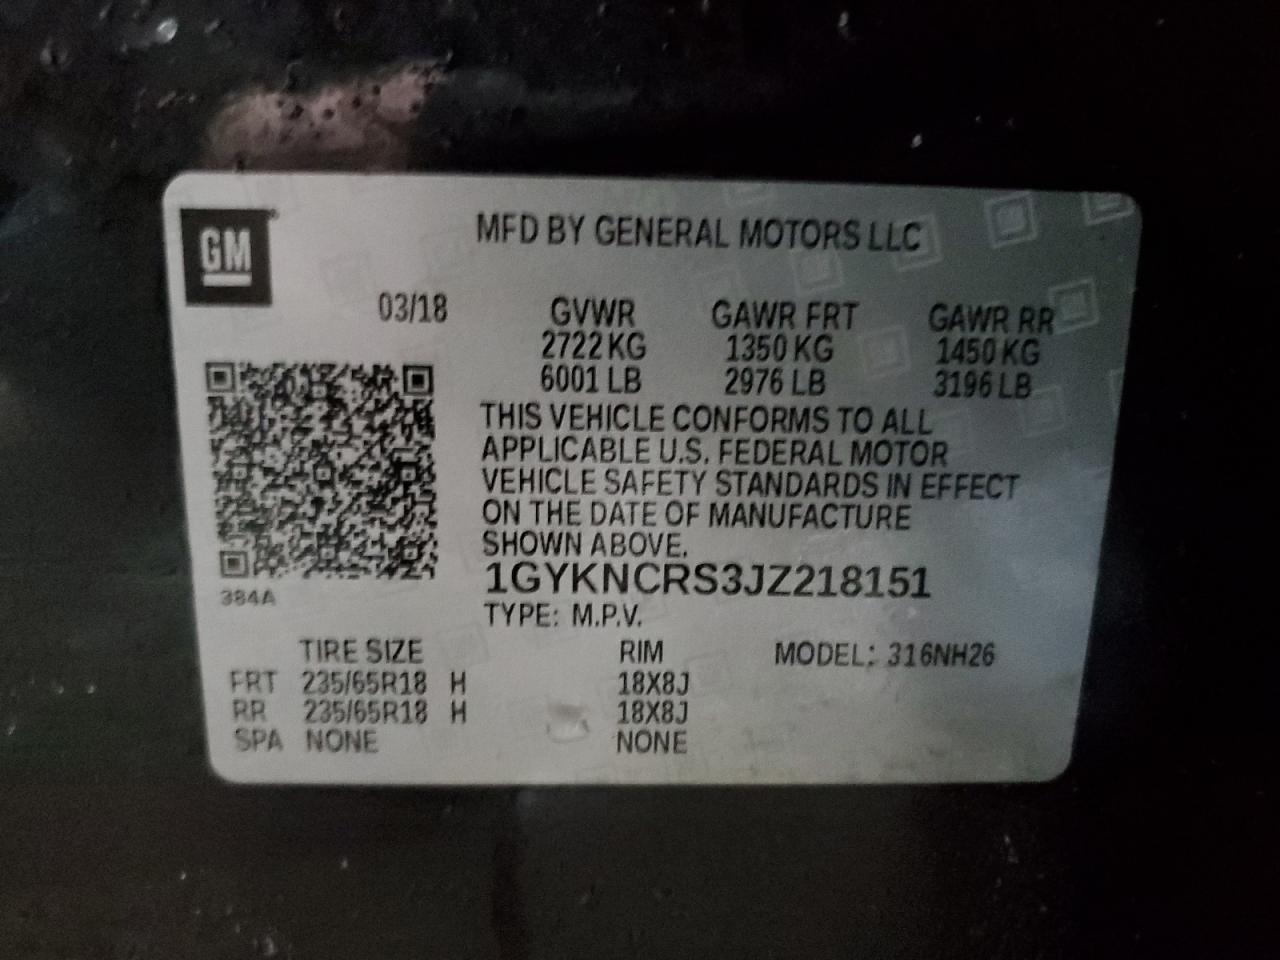 GM
MFD BY GENERAL MOTORS LLC
03/18 GVWR GAWR FRT GAWR RR
2722 KG 1350 KG 1450 KG
6001 LB 2976 LB 3196 LB
THIS VEHICLE CONFORMS TO ALL
APPLICABLE U.S. FEDERAL MOTOR
VEHICLE SAFETY STANDARDS IN EFFECT
ON THE DATE OF MANUFACTURE
SHOWN ABOVE.
1GYKNCRS3JZ218151
384A
TYPE: M.P.V.
TIRE SIZE RIM MODEL: 316NH26
FRT 235/65R18 H 18X8J
RR 235/65R18 H 18X8J
SPA NONE NONE